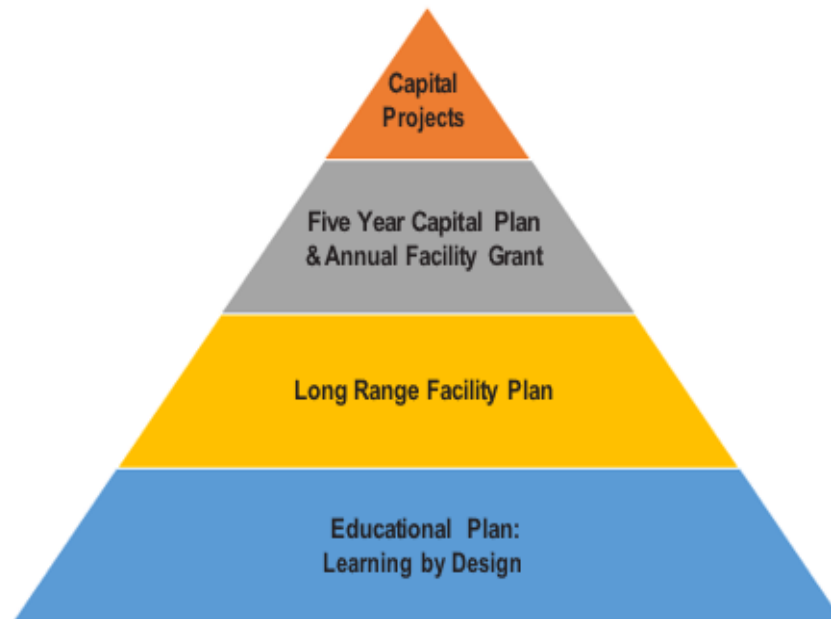 Capital
Projects
Five Year Capital Plan
& Annual Facility Grant
Long Range Facility Plan
Educational Plan:
Learning by Design